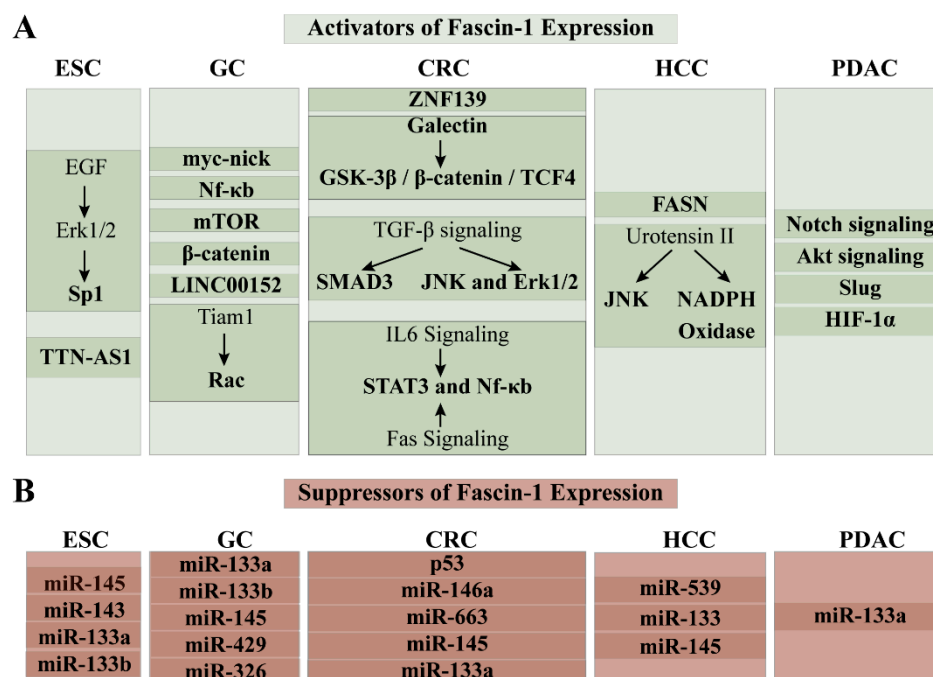 A
Activators of Fascin-1 Expression
ESC
GC
CRC
HCC
PDAC
EGF
Erk1/2
Sp1
TTN-AS1
myc-nick
Nf-κb
mTOR
β-catenin
LINC00152
Tiam1
Rac
ZNF139
Galectin
GSK-3β / β-catenin / TCF4
TGF-β signaling
SMAD3
JNK and Erk1/2
IL6 Signaling
STAT3 and Nf-κb
Fas Signaling
FASN
Urotensin II
JNK
NADPH
Oxidase
Notch signaling
Akt signaling
Slug
HIF-1α
B
Suppressors of Fascin-1 Expression
ESC
GC
CRC
HCC
PDAC
miR-145
miR-143
miR-133a
miR-133b
miR-133a
miR-133b
miR-145
miR-429
miR-326
p53
miR-146a
miR-663
miR-145
miR-133a
miR-539
miR-133
miR-145
miR-133a